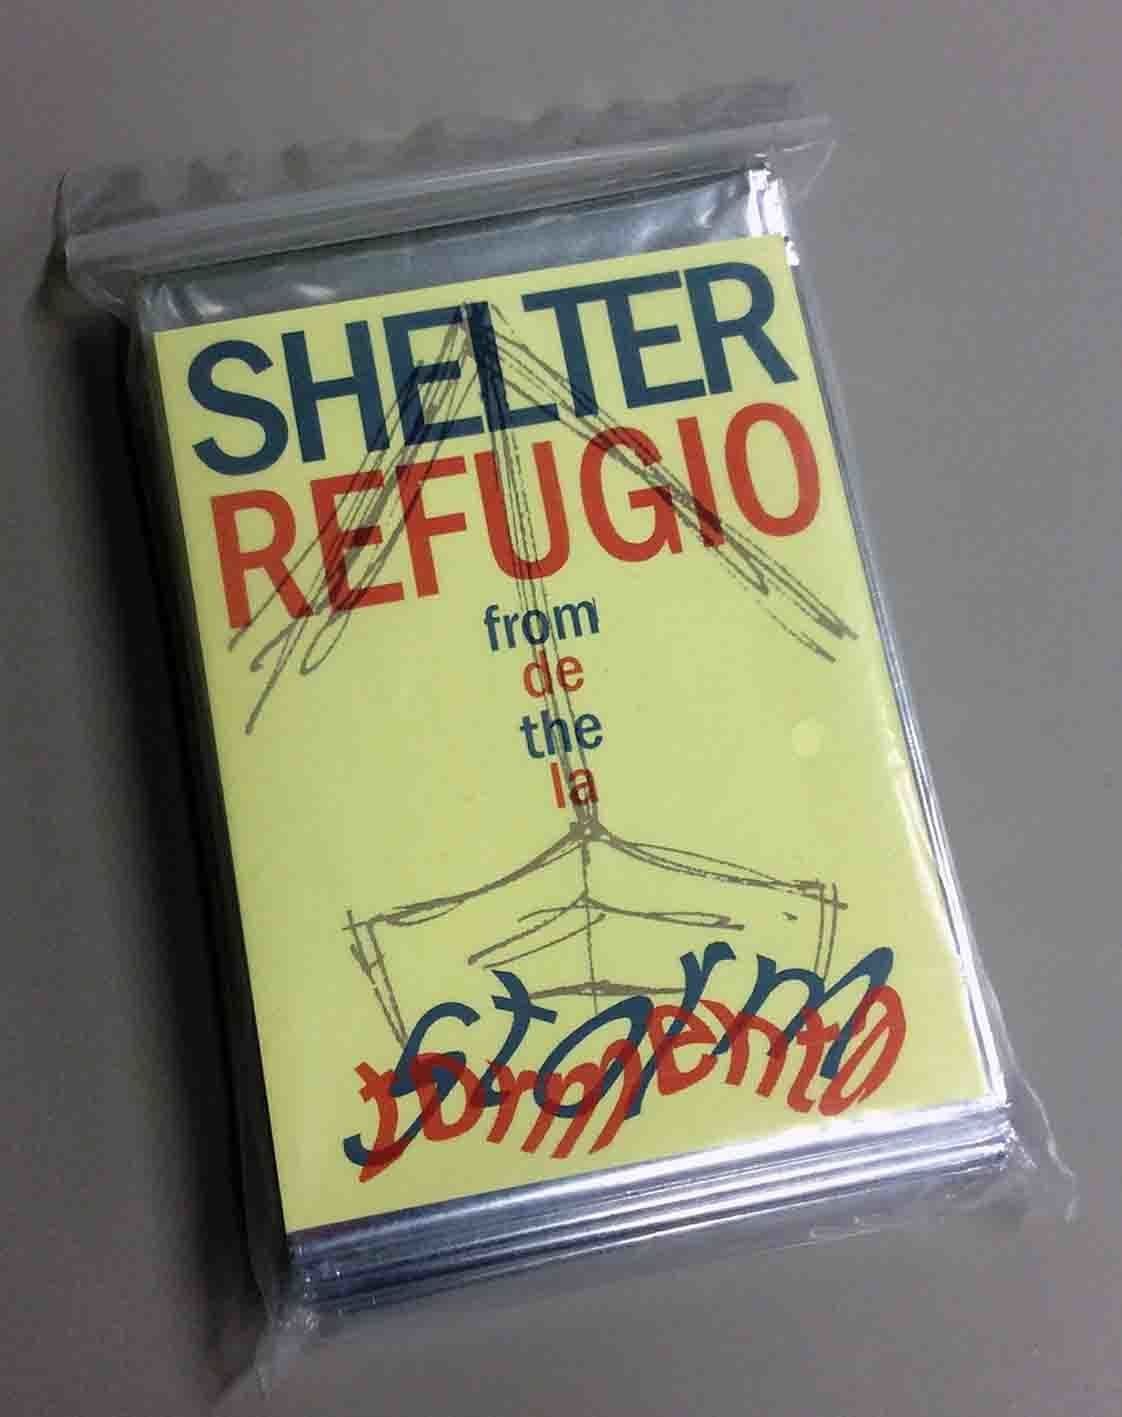 SHELTER
REFUGIO
from
de
the
la
storm
tormenta